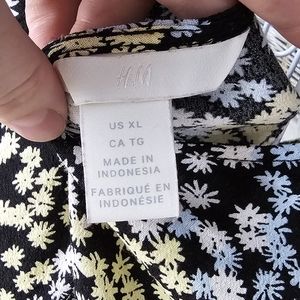 H&M
US XL
CA TG
MADE IN
INDONESIA
FABRIQUÉ EN
INDONÉSIE